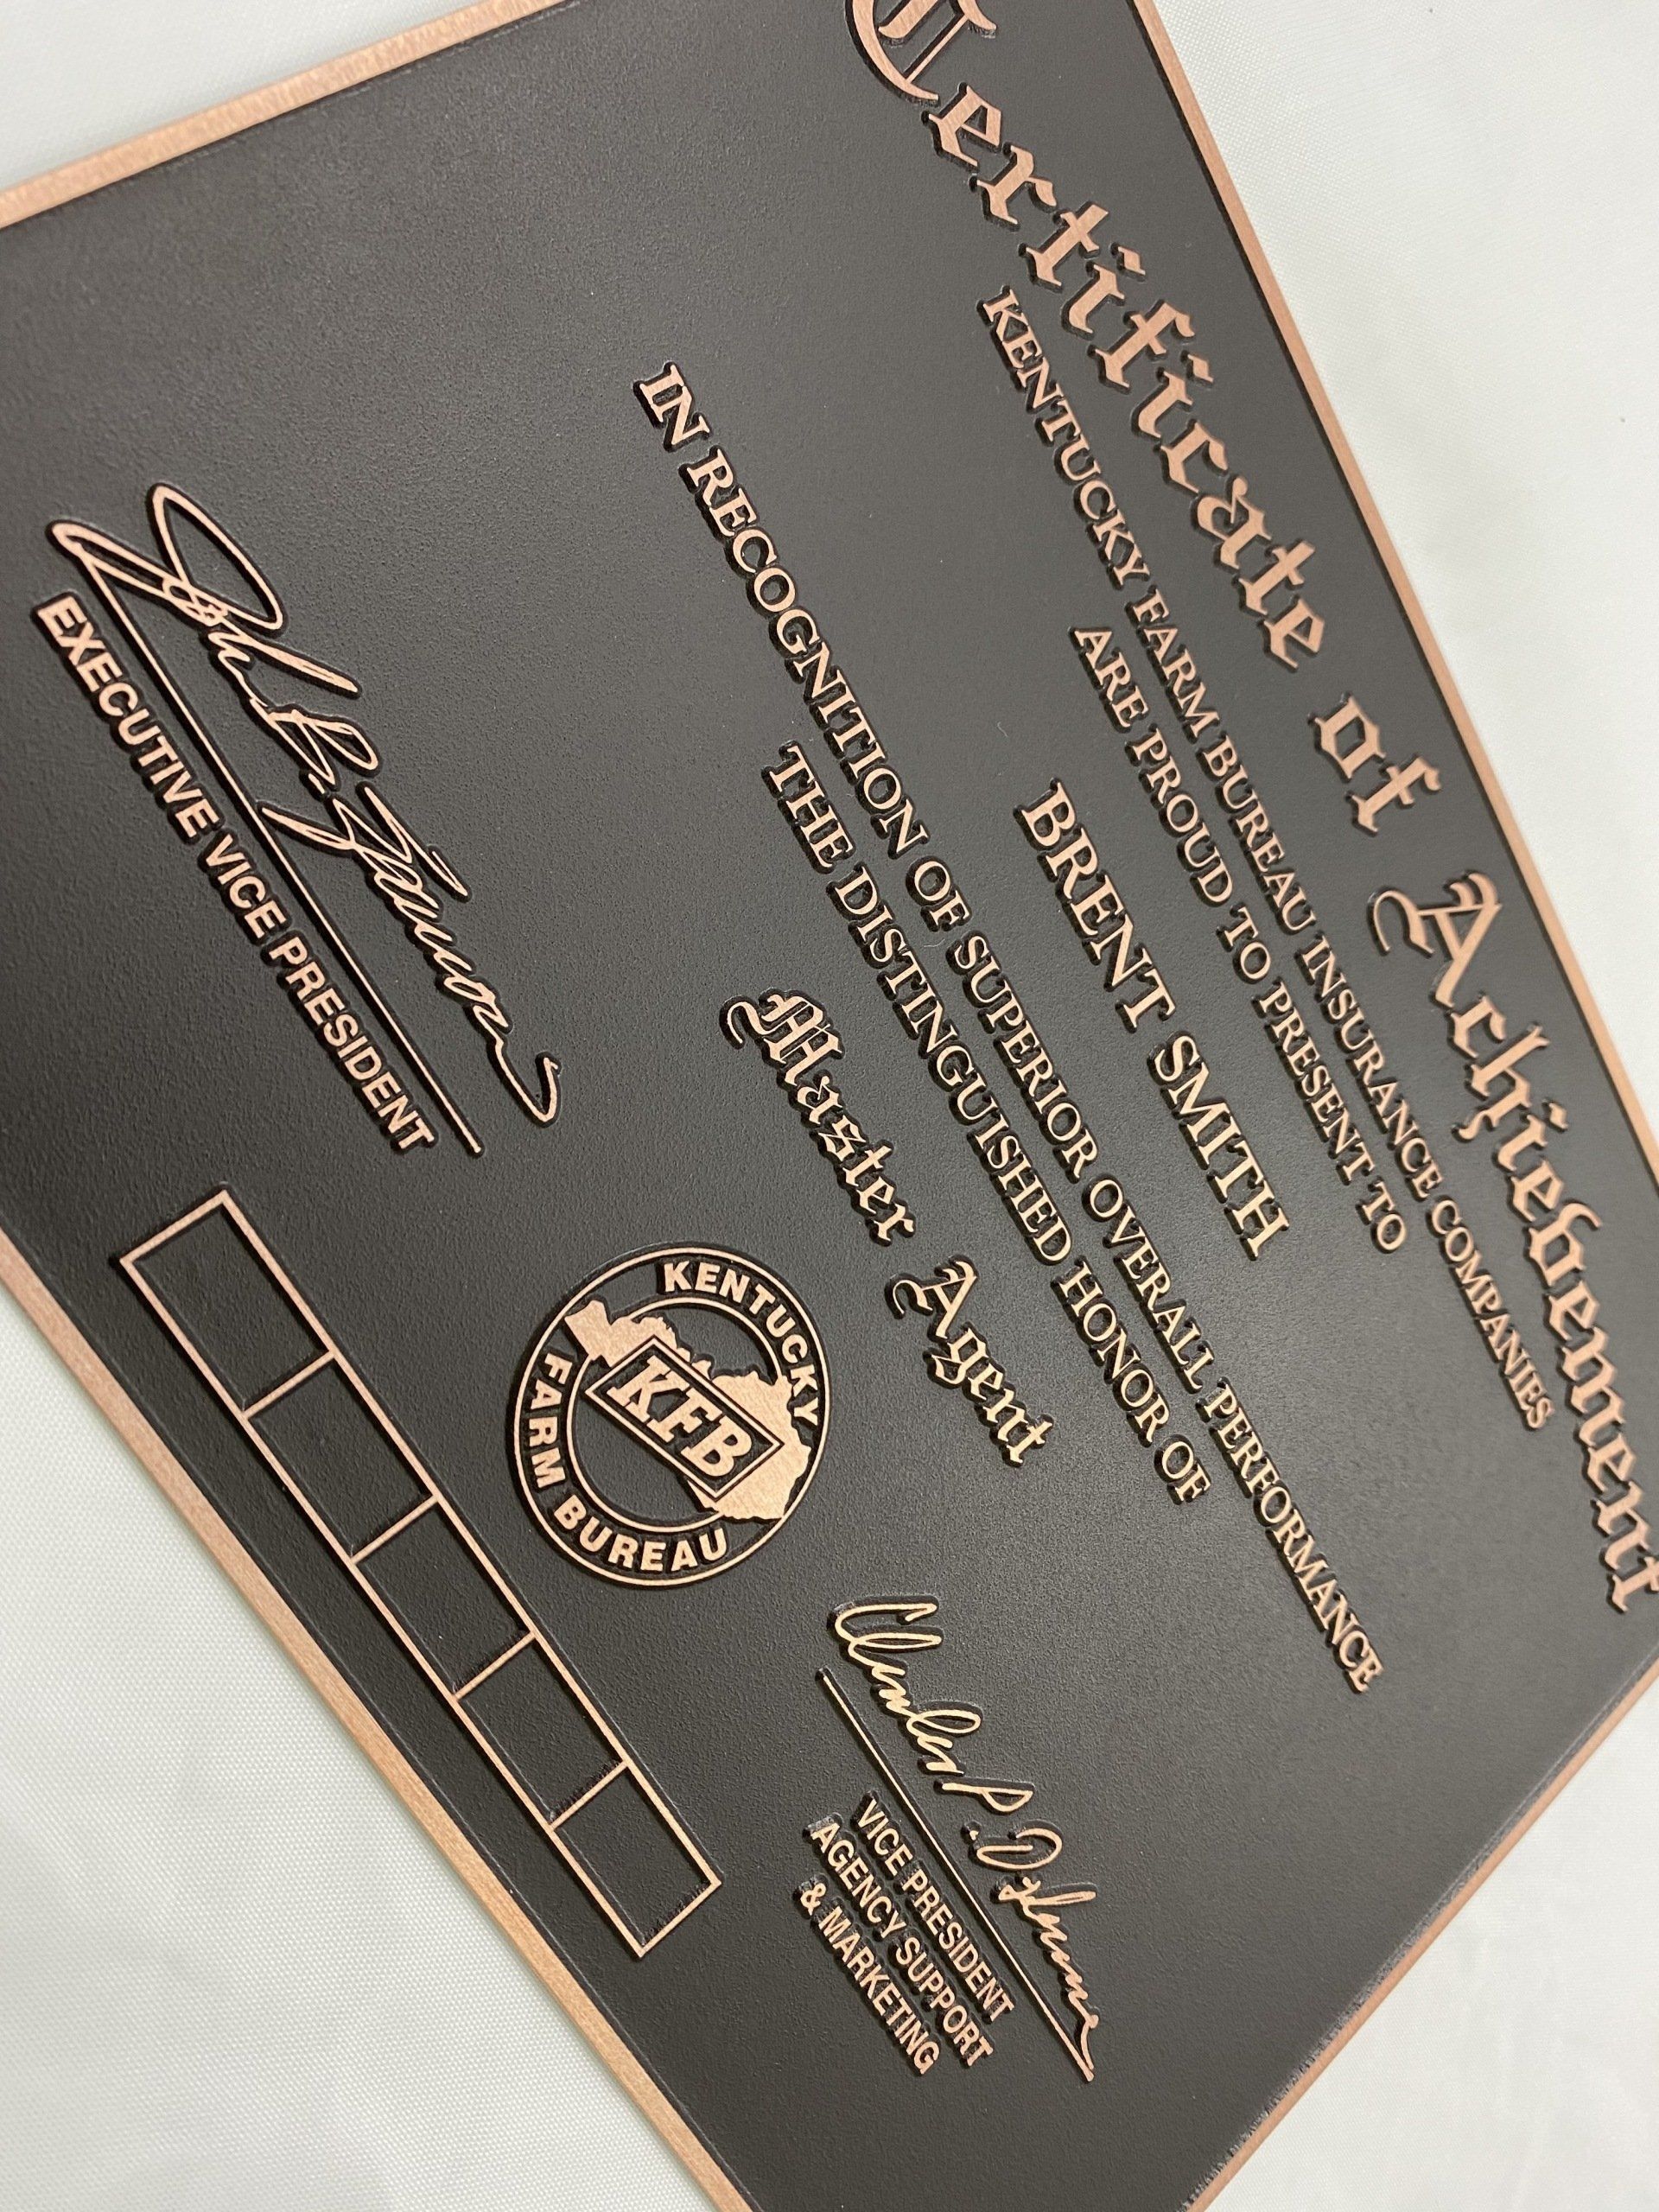 Certificate of Achievement
KENTUCKY FARM BUREAU INSURANCE COMPANIES
ARE PROUD TO PRESENT TO
BRENT SMITH
IN RECOGNITION OF SUPERIOR OVERALL PERFORMANCE
THE DISTINGUISHED HONOR OF
Master Agent
EXECUTIVE VICE PRESIDENT
KENTUCKY
KFB
FARM BUREAU
VICE PRESIDENT
AGENCY SUPPORT
& MARKETING